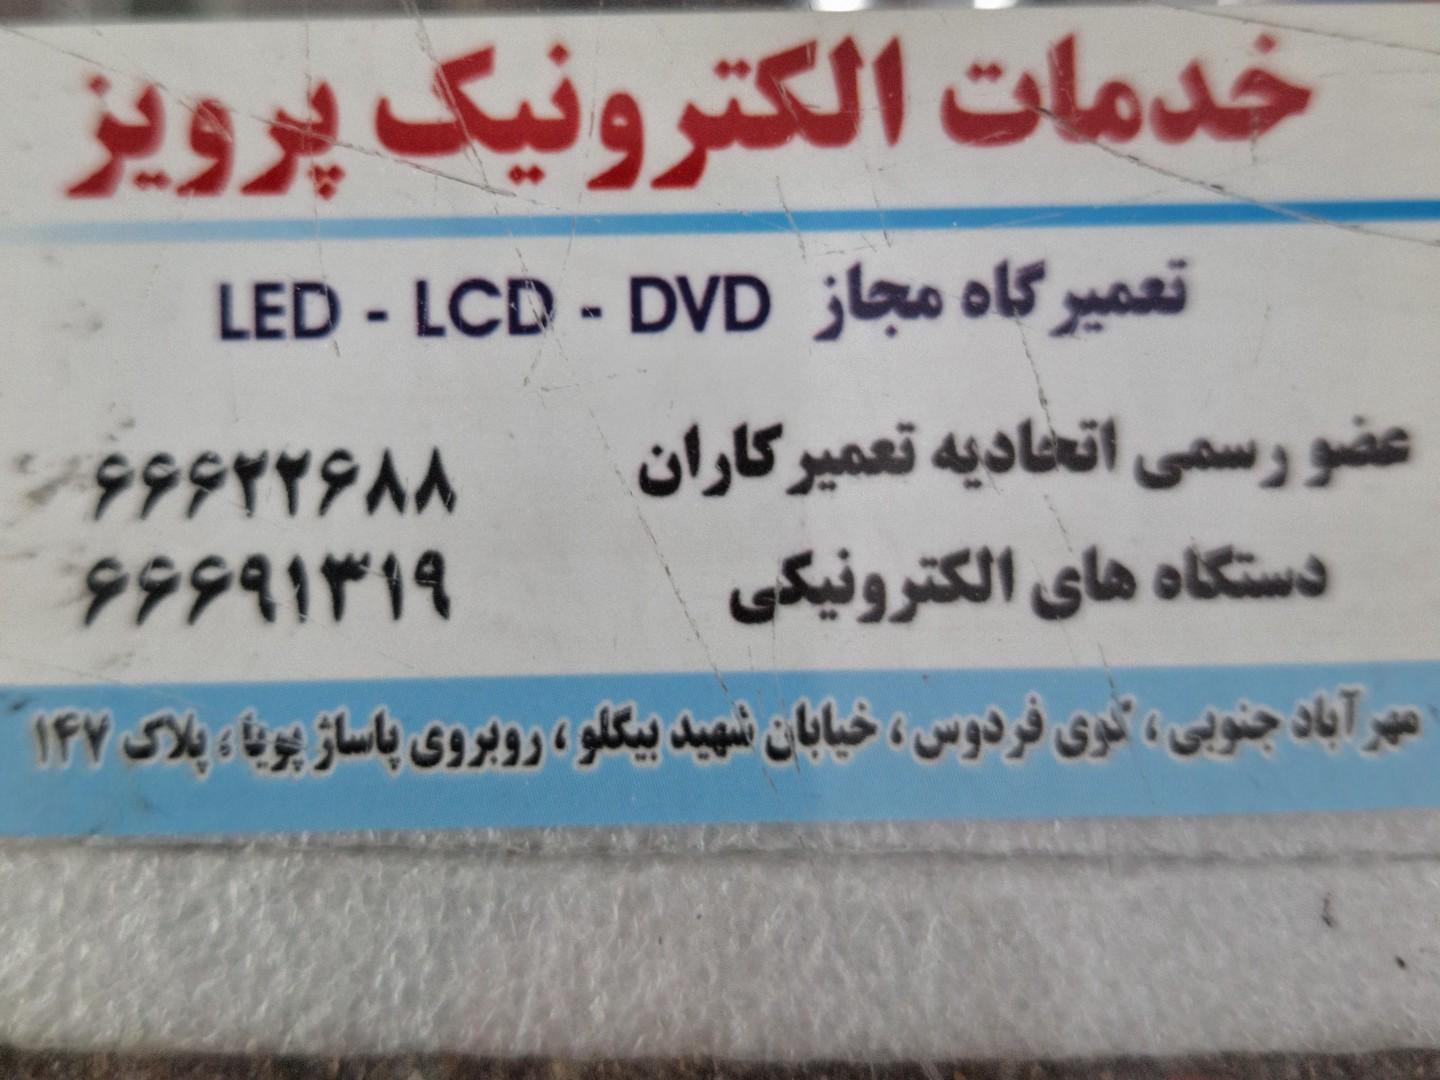 خدمات الکترونیک پرویز
تعمیرگاه مجاز LED - LCD - DVD
عضو رسمی اتحادیه تعمیرکاران
دستگاه های الکترونیکی
۶۶۶۲۲۶۸۸
۶۶۶۹۱۳۱۹
مهرآباد جنوبی ، کوی فردوس ، خیابان شهید بیگلو ، روبروی پاساژ پویا ، پلاک ۱۴۷